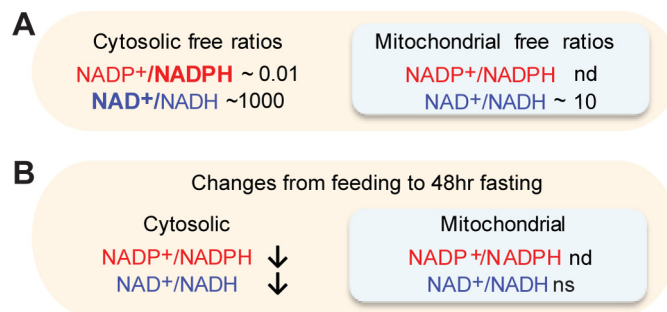 A
Cytosolic free ratios
NADP+/NADPH ~ 0.01
NAD+/NADH ~1000
Mitochondrial free ratios
NADP+/NADPH nd
NAD+/NADH ~ 10
B
Changes from feeding to 48hr fasting
Cytosolic
NADP+/NADPH ↓
NAD+/NADH ↓
Mitochondrial
NADP+/NADPH nd
NAD+/NADH ns